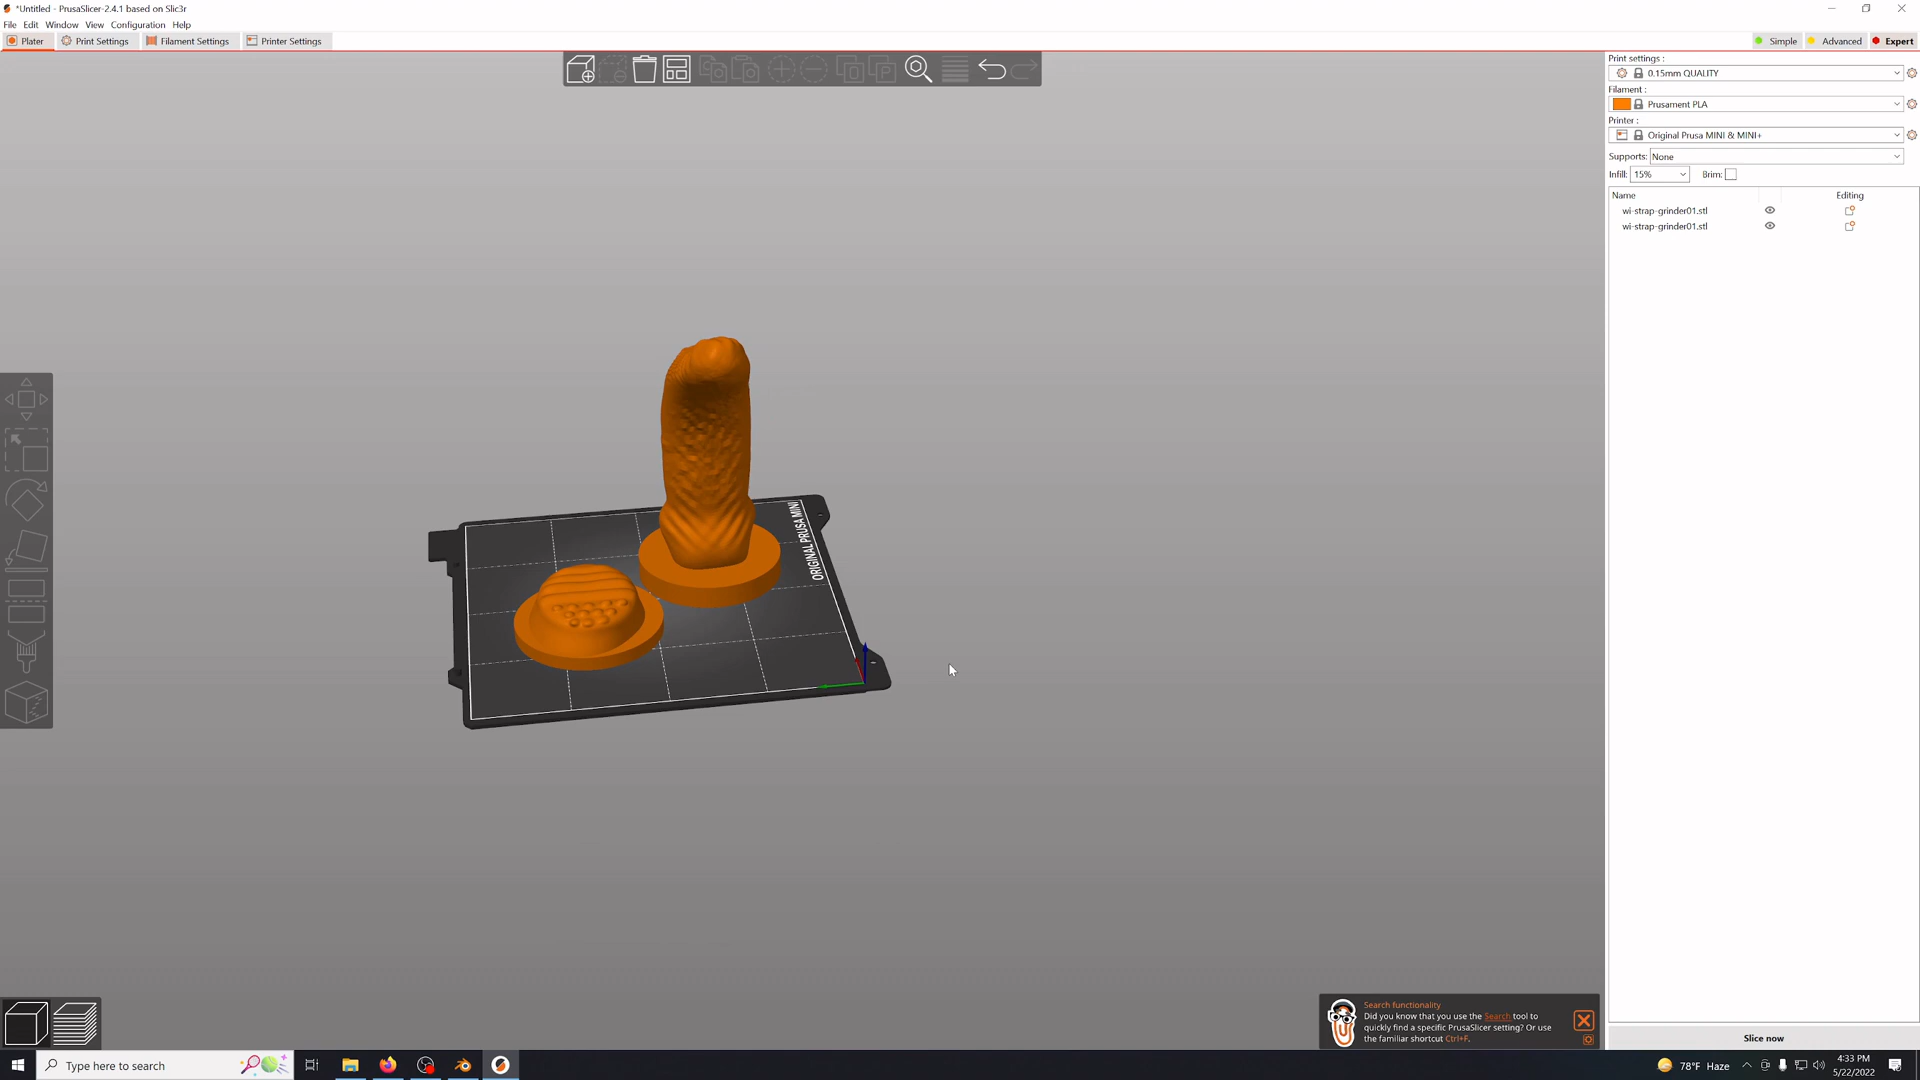 *Untitled - PrusaSlicer-2.4.1 based on Slic3r
File Edit Window View Configuration Help
Plater Print Settings Filament Settings Printer Settings Simple Advanced Expert
Print settings :
0.15mm QUALITY
Filament :
Prusament PLA
Printer :
Original Prusa MINI & MINI+
Supports: None
Infill: 15% Brim:
Name Editing
wi-strap-grinder01.stl
wi-strap-grinder01.stl
ORIGINAL PRUSA MINI
Search functionality
Did you know that you use the Search tool to
quickly find a specific PrusaSlicer setting? Or use
the familiar shortcut Ctrl+F.
Slice now
Type here to search
78°F Haze
4:33 PM
5/22/2022